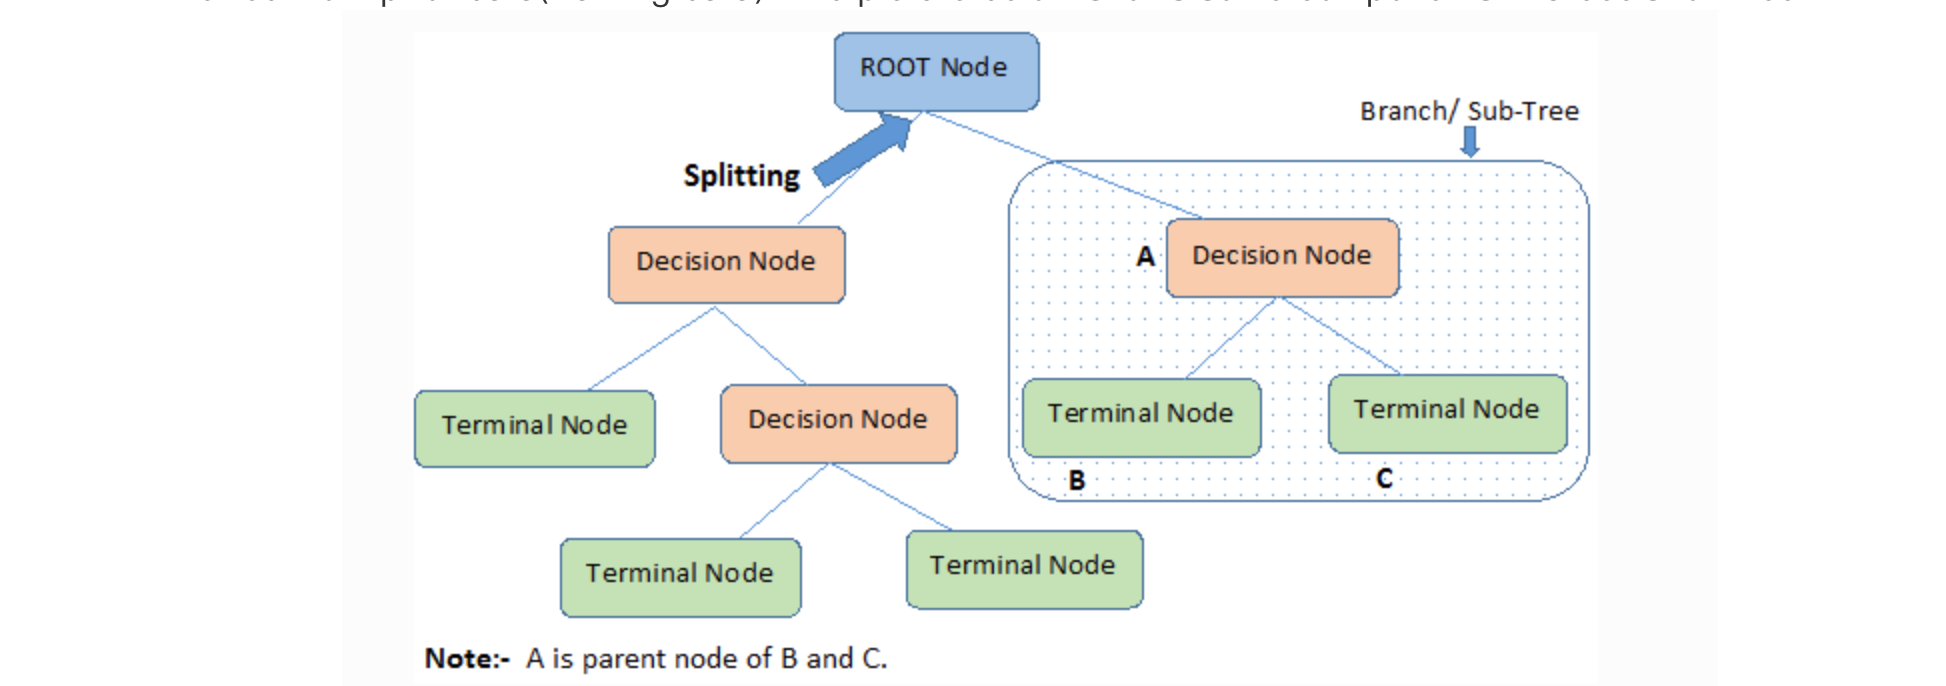 ROOT Node
Branch/ Sub-Tree
Splitting
Decision Node
A
Decision Node
Terminal Node
Decision Node
Terminal Node
Terminal Node
B
C
Terminal Node
Terminal Node
Note:- A is parent node of B and C.